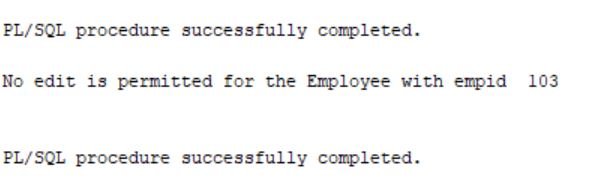 PL/SQL procedure successfully completed.
No edit is permitted for the Employee with empid  103
PL/SQL procedure successfully completed.